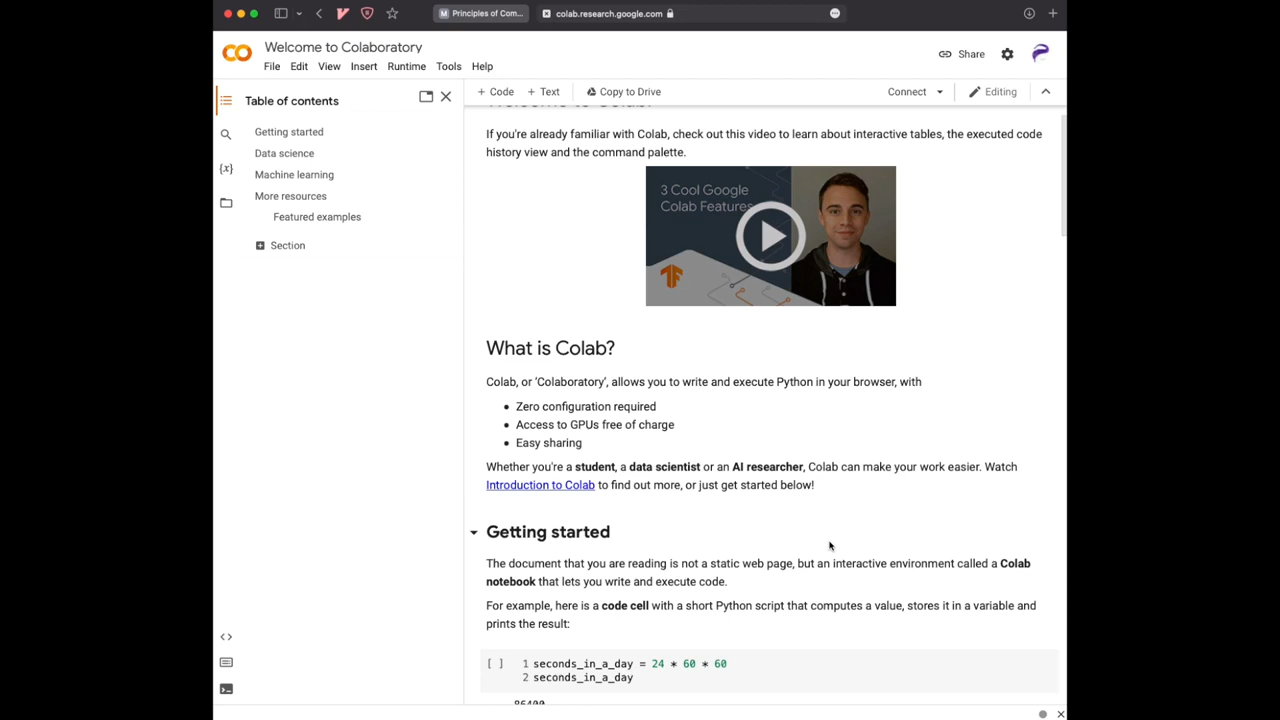 Principles of Com...
colab.research.google.com
Welcome to Colaboratory
File Edit View Insert Runtime Tools Help
Share
Table of contents
+ Code + Text Copy to Drive
Connect Editing
Getting started
Data science
Machine learning
More resources
Featured examples
Section
Welcome to Colab!
If you're already familiar with Colab, check out this video to learn about interactive tables, the executed code
history view and the command palette.
3 Cool Google
Colab Features
What is Colab?
Colab, or ‘Colaboratory’, allows you to write and execute Python in your browser, with
• Zero configuration required
• Access to GPUs free of charge
• Easy sharing
Whether you're a student, a data scientist or an AI researcher, Colab can make your work easier. Watch
Introduction to Colab to find out more, or just get started below!
Getting started
The document that you are reading is not a static web page, but an interactive environment called a Colab
notebook that lets you write and execute code.
For example, here is a code cell with a short Python script that computes a value, stores it in a variable and
prints the result:
[ ] 1 seconds_in_a_day = 24 * 60 * 60
2 seconds_in_a_day
86400